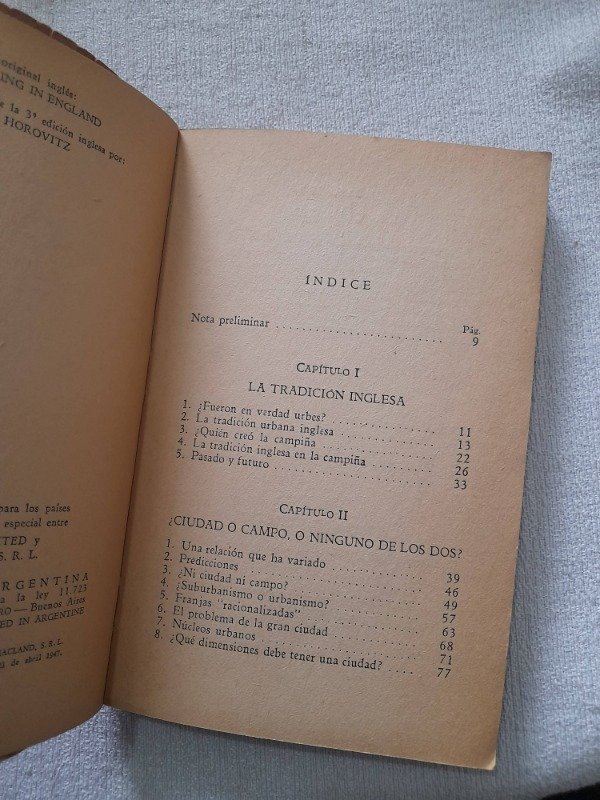 original inglés:
ING IN ENGLAND
e la 3ª edición inglesa por:
HOROVITZ
para los países
especial entre
TED y
S. R. L.
ARGENTINA
a la ley 11.723
RO — Buenos Aires
ED IN ARGENTINE
MACLAND, S. R. L.
de abril 1947.
ÍNDICE
Pág.
Nota preliminar ........................ 9
CAPÍTULO I
LA TRADICIÓN INGLESA
1. ¿Fueron en verdad urbes? ............ 11
2. La tradición urbana inglesa ............ 13
3. ¿Quién creó la campiña ............ 22
4. La tradición inglesa en la campiña ............ 26
5. Pasado y futuro ............ 33
CAPÍTULO II
¿CIUDAD O CAMPO, O NINGUNO DE LOS DOS?
1. Una relación que ha variado ............ 39
2. Predicciones ............ 46
3. ¿Ni ciudad ni campo? ............ 49
4. ¿Suburbanismo o urbanismo? ............ 57
5. Franjas "racionalizadas" ............ 63
6. El problema de la gran ciudad ............ 68
7. Núcleos urbanos ............ 71
8. ¿Qué dimensiones debe tener una ciudad? ...... 77